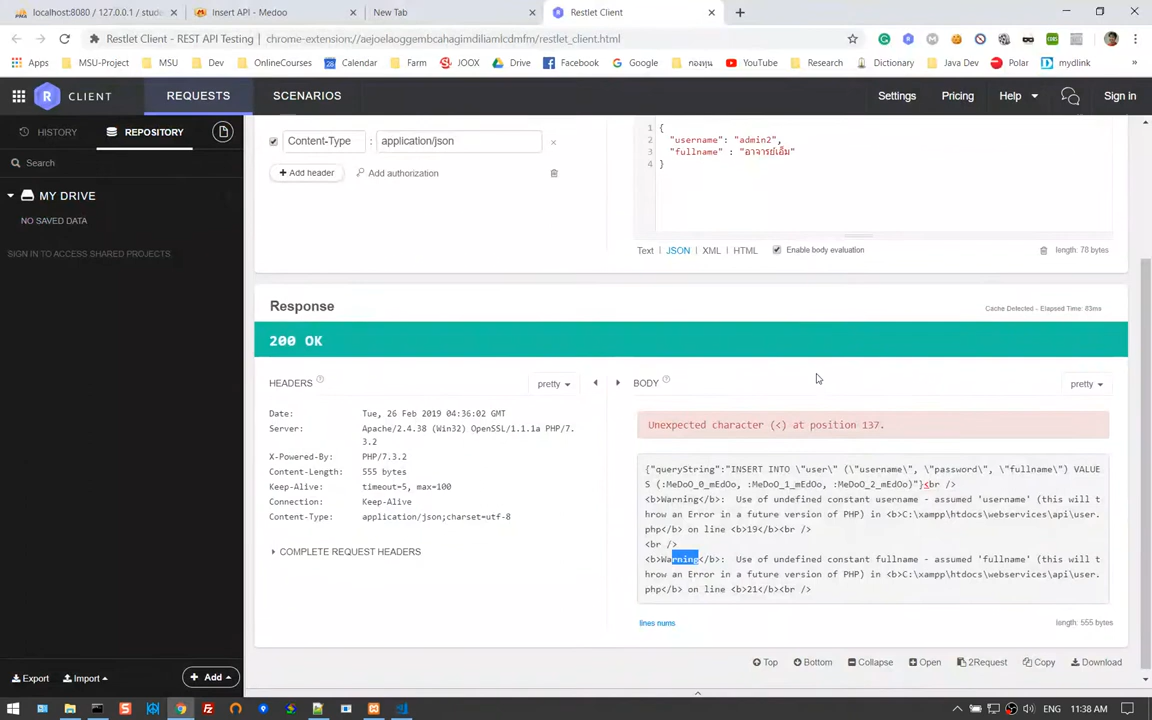 localhost:8080 / 127.0.0.1 / stude
Insert API - Medoo
New Tab
Restlet Client
Restlet Client - REST API Testing | chrome-extension://aejoelaoggembcahagimdiliamlcdmfm/restlet_client.html
Apps MSU-Project MSU Dev OnlineCourses Calendar Farm JOOX Drive Facebook Google กองทุน YouTube Research Dictionary Java Dev Polar mydlink
CLIENT REQUESTS SCENARIOS Settings Pricing Help Sign in
HISTORY REPOSITORY
Search
MY DRIVE
NO SAVED DATA
SIGN IN TO ACCESS SHARED PROJECTS
Content-Type : application/json
+ Add header Add authorization
1 {
2 "username": "admin2",
3 "fullname" : "อาจารย์เอ็ม"
4 }
Text | JSON | XML | HTML Enable body evaluation length: 78 bytes
Response
Cache Detected - Elapsed Time: 83ms
200 OK
HEADERS pretty
BODY pretty
Date: Tue, 26 Feb 2019 04:36:02 GMT
Server: Apache/2.4.38 (Win32) OpenSSL/1.1.1a PHP/7.
3.2
X-Powered-By: PHP/7.3.2
Content-Length: 555 bytes
Keep-Alive: timeout=5, max=100
Connection: Keep-Alive
Content-Type: application/json;charset=utf-8
COMPLETE REQUEST HEADERS
Unexpected character (<) at position 137.
{"queryString":"INSERT INTO \"user\" (\"username\", \"password\", \"fullname\") VALUE
S (:MeDoO_0_mEdOo, :MeDoO_1_mEdOo, :MeDoO_2_mEdOo)"}<br />
<b>Warning</b>:  Use of undefined constant username - assumed 'username' (this will t
hrow an Error in a future version of PHP) in <b>C:\xampp\htdocs\webservices\api\user.
php</b> on line <b>19</b><br />
<br />
<b>Warning</b>:  Use of undefined constant fullname - assumed 'fullname' (this will t
hrow an Error in a future version of PHP) in <b>C:\xampp\htdocs\webservices\api\user.
php</b> on line <b>21</b><br />
lines nums length: 555 bytes
Top Bottom Collapse Open 2Request Copy Download
Export Import + Add
ENG 11:38 AM